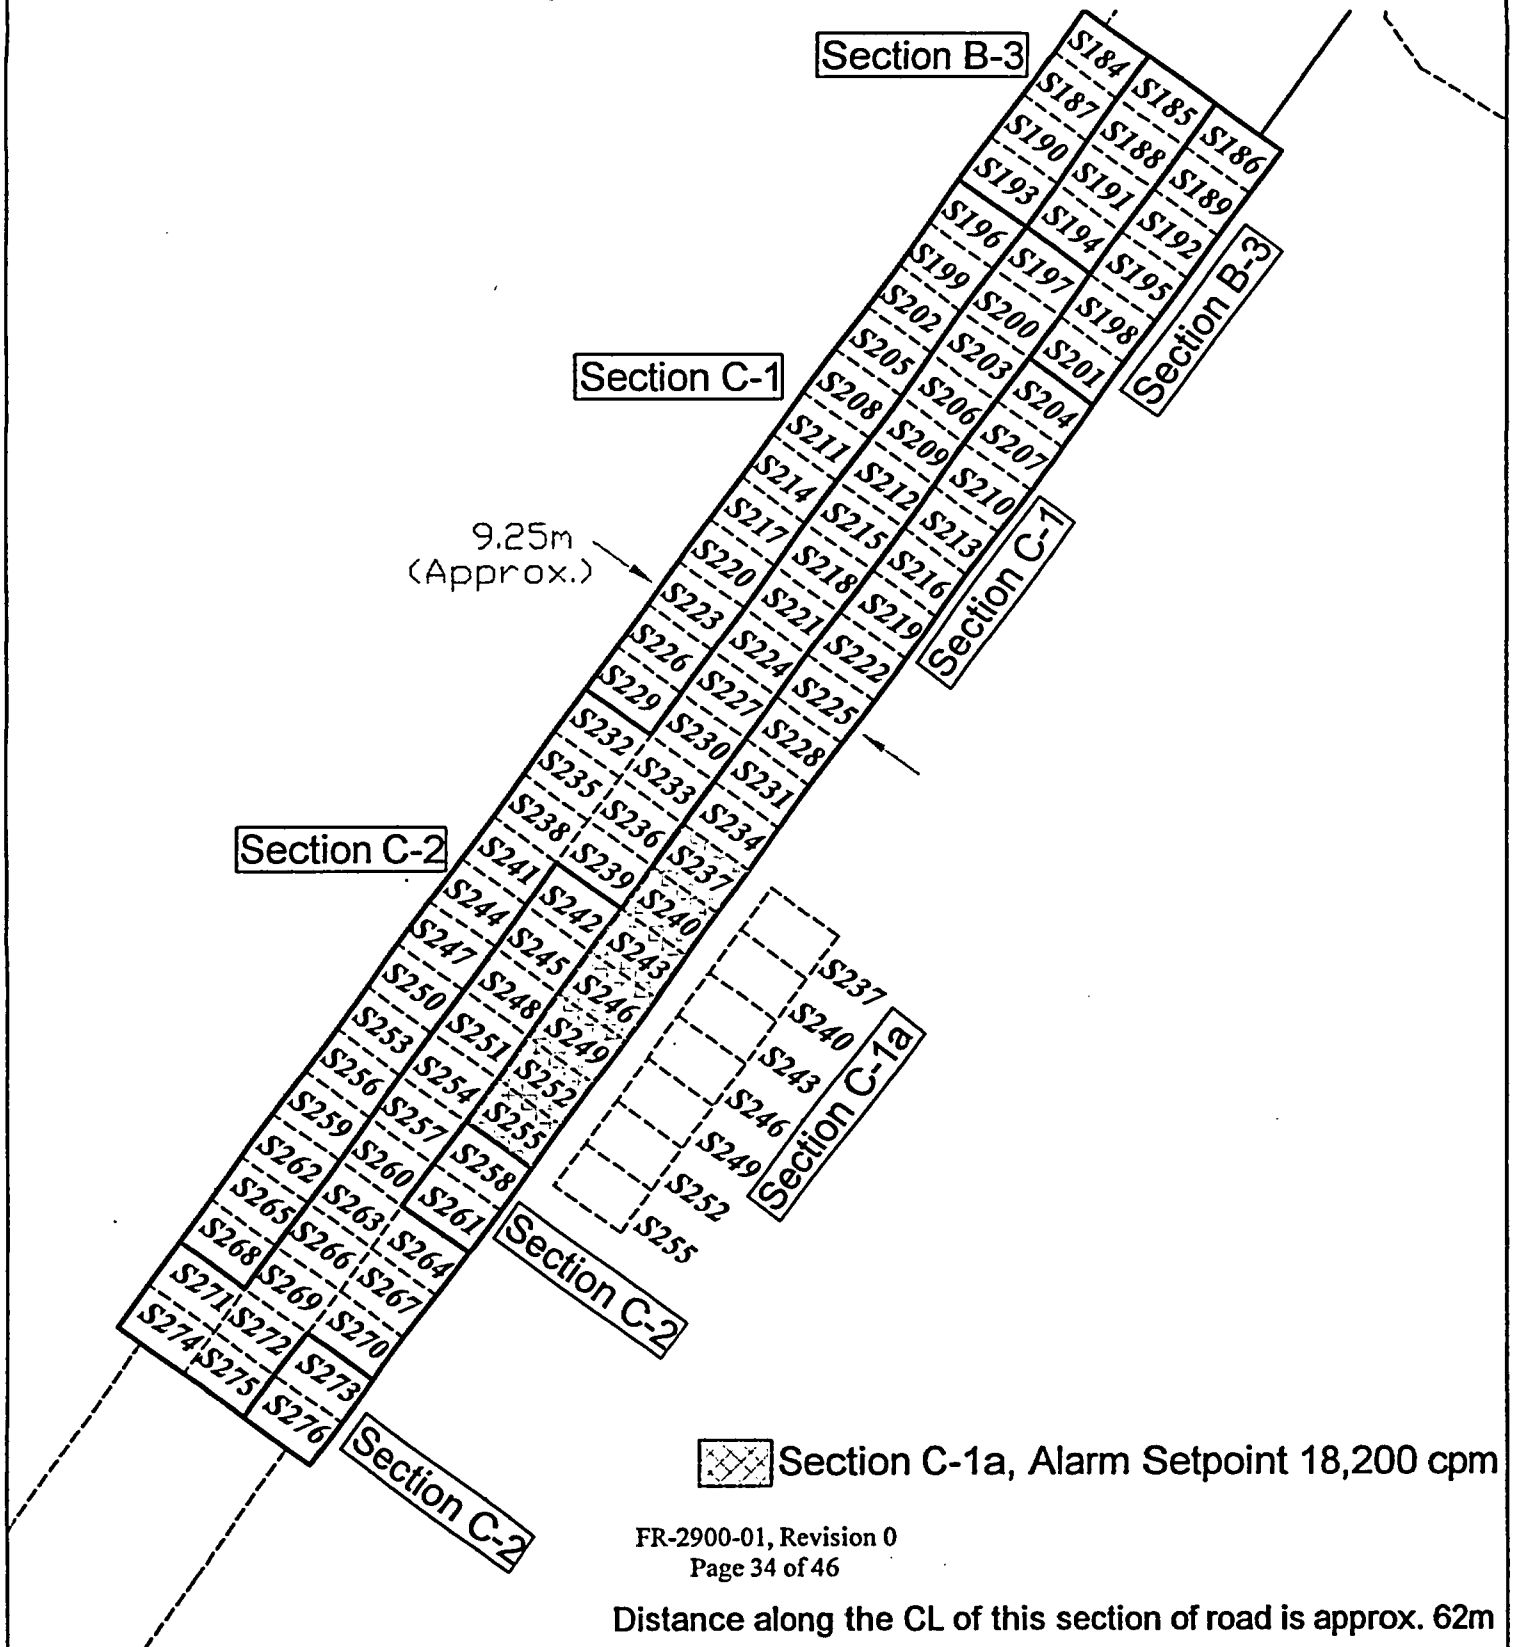 Section B-3
S184 S185 S186
S187 S188 S189
S190 S191 S192
S193 S194 S195
Section B-3
S196 S197 S198
S199 S200 S201
S202 S203 S204
Section C-1
S205 S206 S207
S208 S209 S210
S211 S212 S213
S214 S215 S216
Section C-1
9.25m
(Approx.)
S217 S218 S219
S220 S221 S222
S223 S224 S225
S226 S227 S228
S229 S230 S231
S232 S233 S234
S235 S236 S237
S238 S239 S240
Section C-2
S241 S242 S243
S244 S245 S246
S247 S248 S249
S250 S251 S252
S253 S254 S255
S256 S257 S258
S259 S260 S261
S262 S263 S264
S265 S266 S267
S268 S269 S270
S271 S272 S273
S274 S275 S276
S237
S240
S243
S246
S249
S252
S255
Section C-1a
Section C-2
Section C-2
Section C-1a, Alarm Setpoint 18,200 cpm
FR-2900-01, Revision 0
Page 34 of 46
Distance along the CL of this section of road is approx. 62m